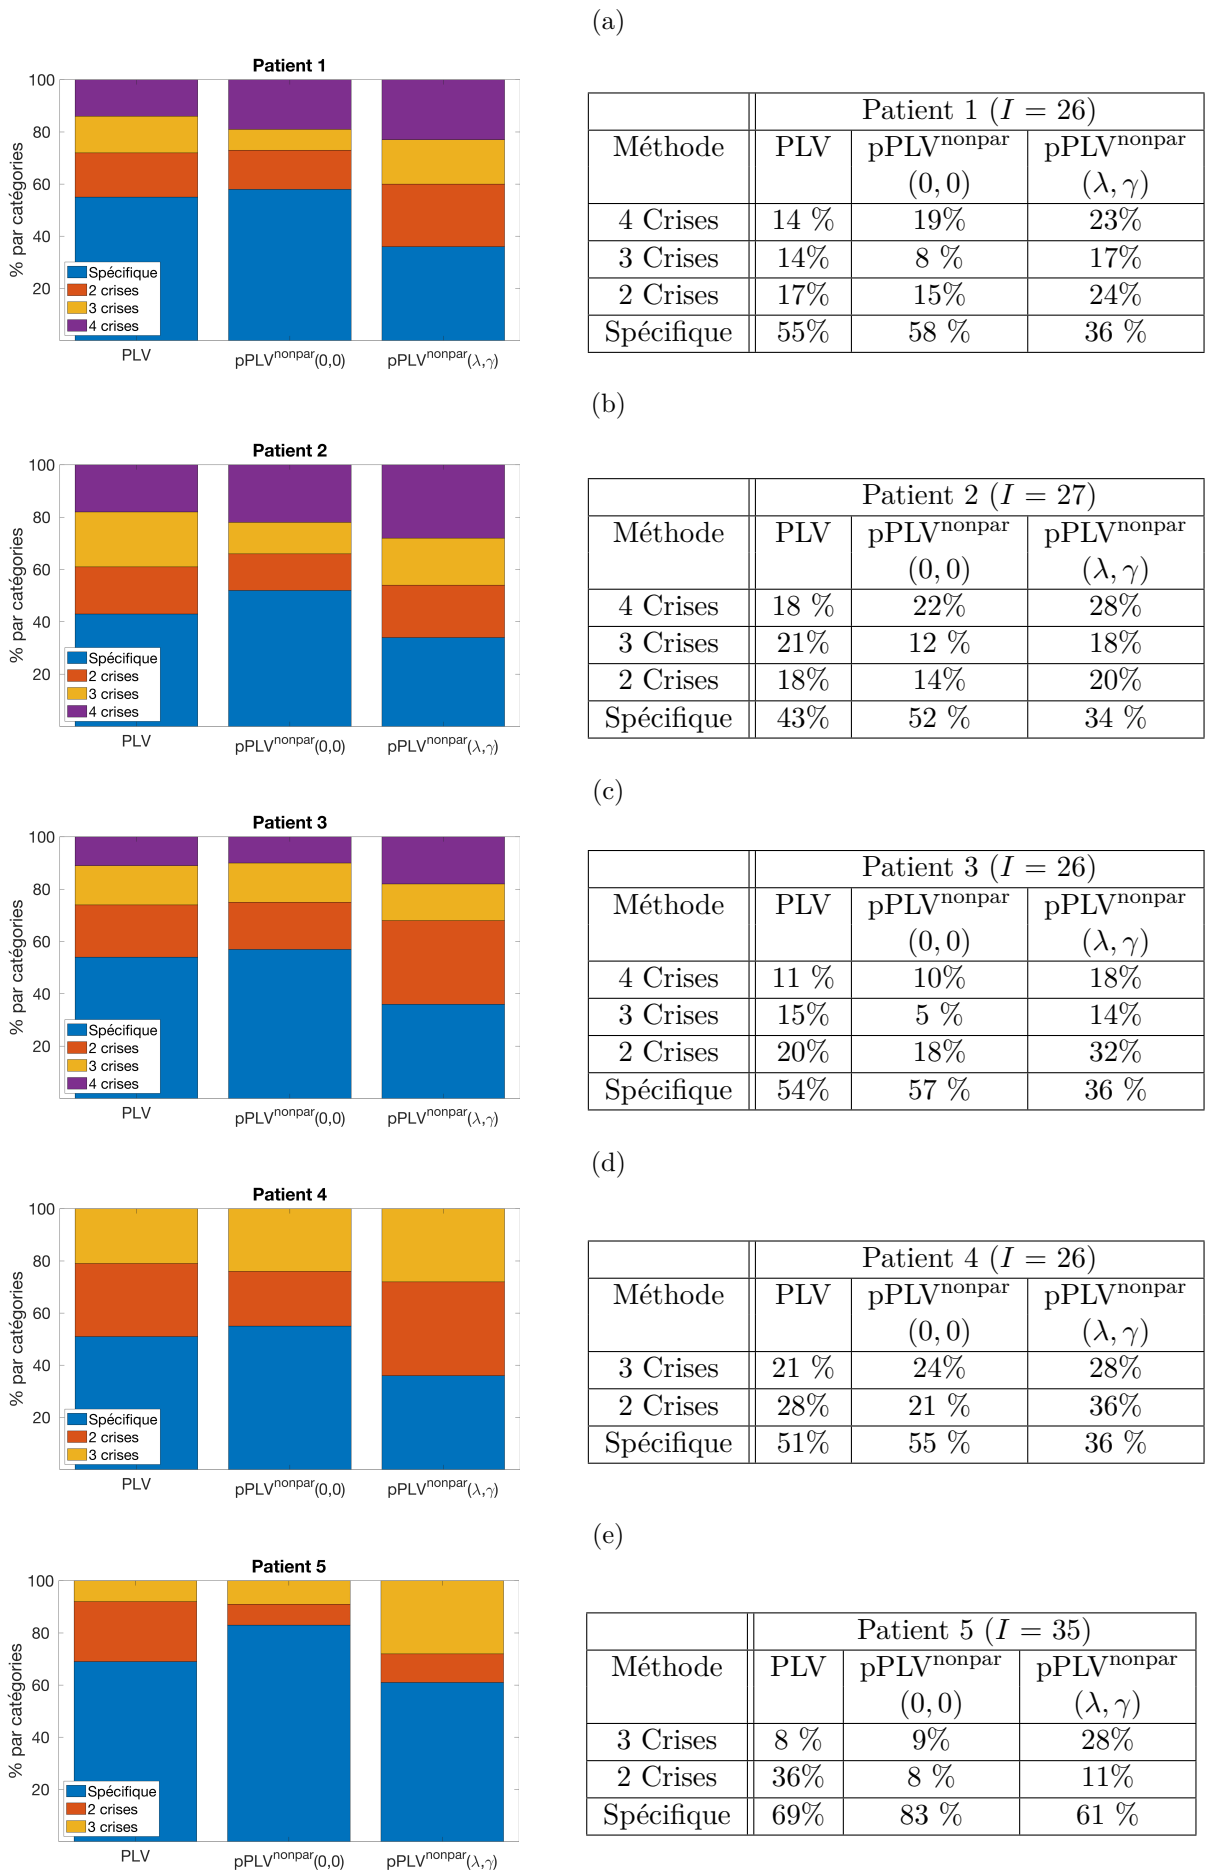 (a)
Patient 1
% par catégories
100
80
60
40
20
Spécifique
2 crises
3 crises
4 crises
PLV
pPLVnonpar(0,0)
pPLVnonpar(λ,γ)
Patient 1 (I = 26)
Méthode PLV pPLVnonpar pPLVnonpar
(0, 0) (λ, γ)
4 Crises 14 % 19% 23%
3 Crises 14% 8 % 17%
2 Crises 17% 15% 24%
Spécifique 55% 58 % 36 %
(b)
Patient 2
% par catégories
100
80
60
40
20
Spécifique
2 crises
3 crises
4 crises
PLV
pPLVnonpar(0,0)
pPLVnonpar(λ,γ)
Patient 2 (I = 27)
Méthode PLV pPLVnonpar pPLVnonpar
(0, 0) (λ, γ)
4 Crises 18 % 22% 28%
3 Crises 21% 12 % 18%
2 Crises 18% 14% 20%
Spécifique 43% 52 % 34 %
(c)
Patient 3
% par catégories
100
80
60
40
20
Spécifique
2 crises
3 crises
4 crises
PLV
pPLVnonpar(0,0)
pPLVnonpar(λ,γ)
Patient 3 (I = 26)
Méthode PLV pPLVnonpar pPLVnonpar
(0, 0) (λ, γ)
4 Crises 11 % 10% 18%
3 Crises 15% 5 % 14%
2 Crises 20% 18% 32%
Spécifique 54% 57 % 36 %
(d)
Patient 4
% par catégories
100
80
60
40
20
Spécifique
2 crises
3 crises
PLV
pPLVnonpar(0,0)
pPLVnonpar(λ,γ)
Patient 4 (I = 26)
Méthode PLV pPLVnonpar pPLVnonpar
(0, 0) (λ, γ)
3 Crises 21 % 24% 28%
2 Crises 28% 21 % 36%
Spécifique 51% 55 % 36 %
(e)
Patient 5
% par catégories
100
80
60
40
20
Spécifique
2 crises
3 crises
PLV
pPLVnonpar(0,0)
pPLVnonpar(λ,γ)
Patient 5 (I = 35)
Méthode PLV pPLVnonpar pPLVnonpar
(0, 0) (λ, γ)
3 Crises 8 % 9% 28%
2 Crises 36% 8 % 11%
Spécifique 69% 83 % 61 %